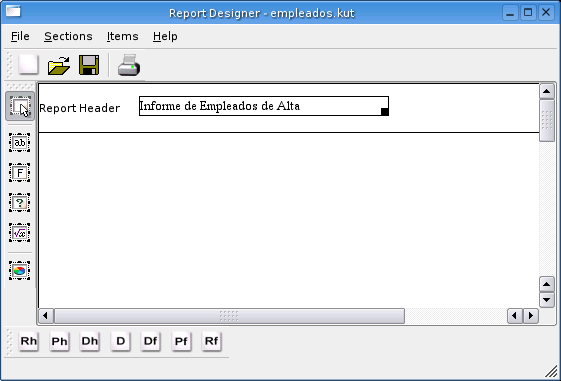 Report Designer - empleados.kut
File Sections Items Help
Report Header Informe de Empleados de Alta
ab
F
?
√x
Rh Ph Dh D Df Pf Rf